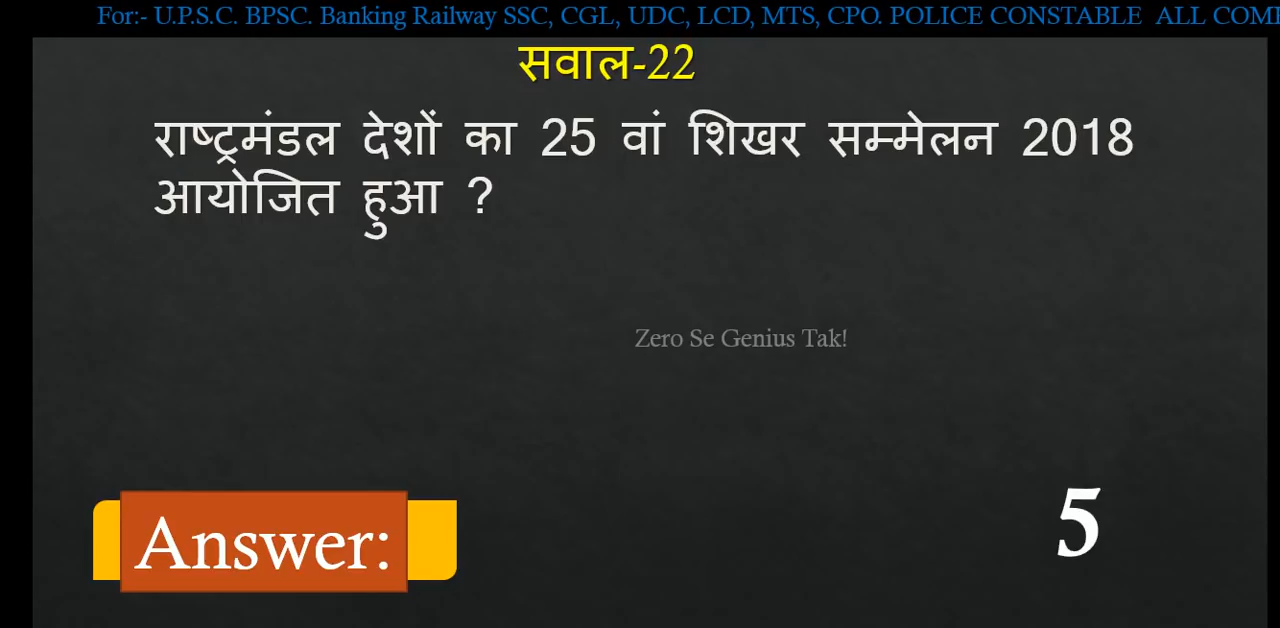 For:- U.P.S.C. BPSC. Banking Railway SSC, CGL, UDC, LCD, MTS, CPO. POLICE CONSTABLE ALL
सवाल-22
राष्ट्रमंडल देशों का 25 वां शिखर सम्मेलन 2018
आयोजित हुआ ?
Zero Se Genius Tak!
Answer:
5